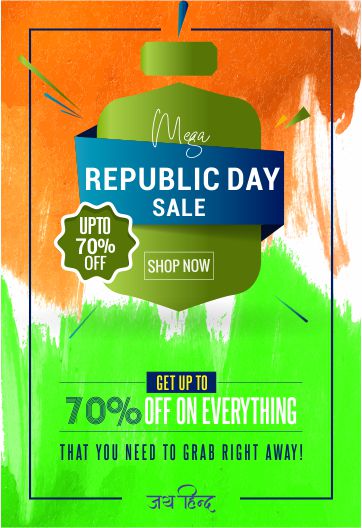 Mega
REPUBLIC DAY
SALE
UPTO
70%
OFF
SHOP NOW
GET UP TO
70% OFF ON EVERYTHING
THAT YOU NEED TO GRAB RIGHT AWAY!
जय हिन्द